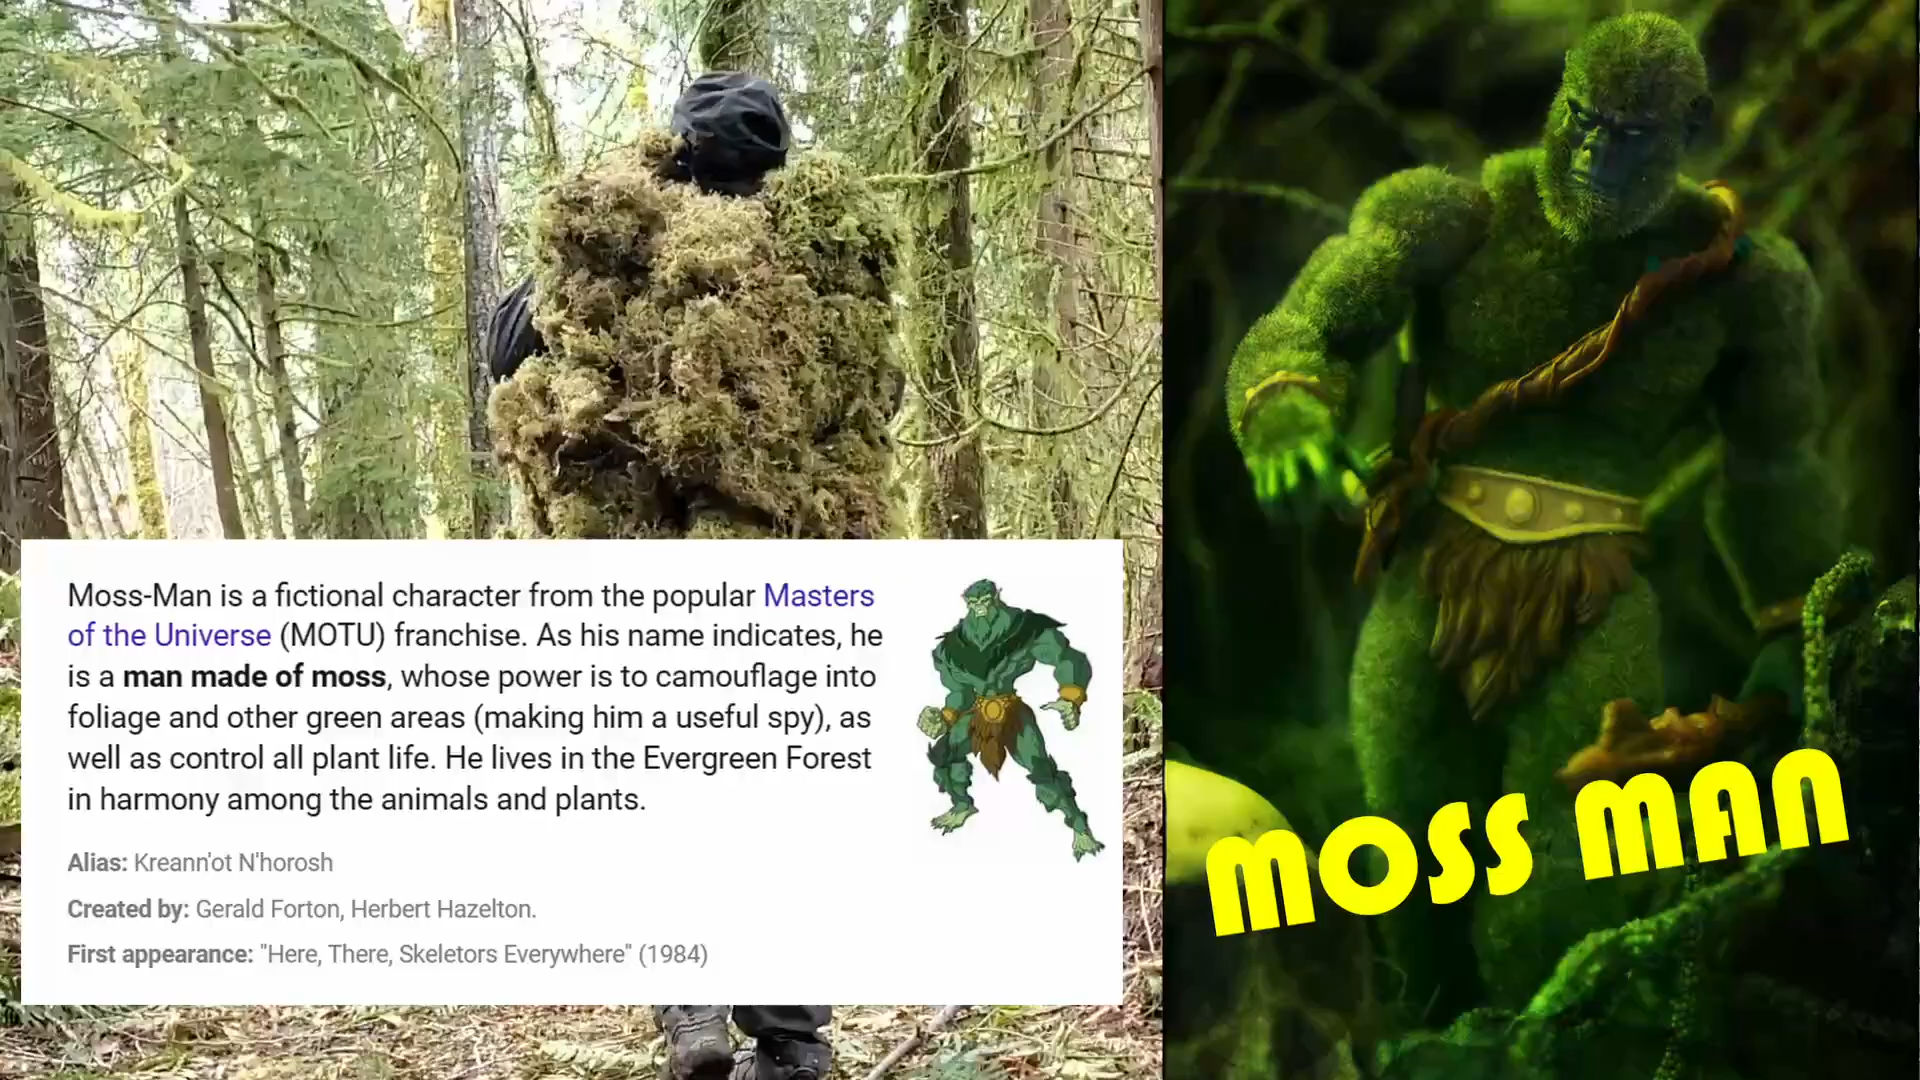 Moss-Man is a fictional character from the popular Masters
of the Universe (MOTU) franchise. As his name indicates, he
is a man made of moss, whose power is to camouflage into
foliage and other green areas (making him a useful spy), as
well as control all plant life. He lives in the Evergreen Forest
in harmony among the animals and plants.
Alias: Kreann'ot N'horosh
Created by: Gerald Forton, Herbert Hazelton.
First appearance: "Here, There, Skeletors Everywhere" (1984)
MOSS MAN